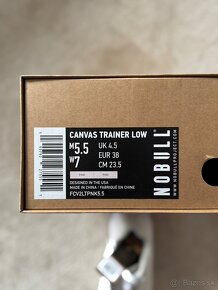 CANVAS TRAINER LOW
M5.5
W7
UK 4.5
EUR 38
CM 23.5
DESIGNED IN THE USA
MADE IN CHINA / FABRIQUÉ EN CHINE
FCV2LTPNK5.5
NOBULL
WWW.NOBULLPROJECT.COM